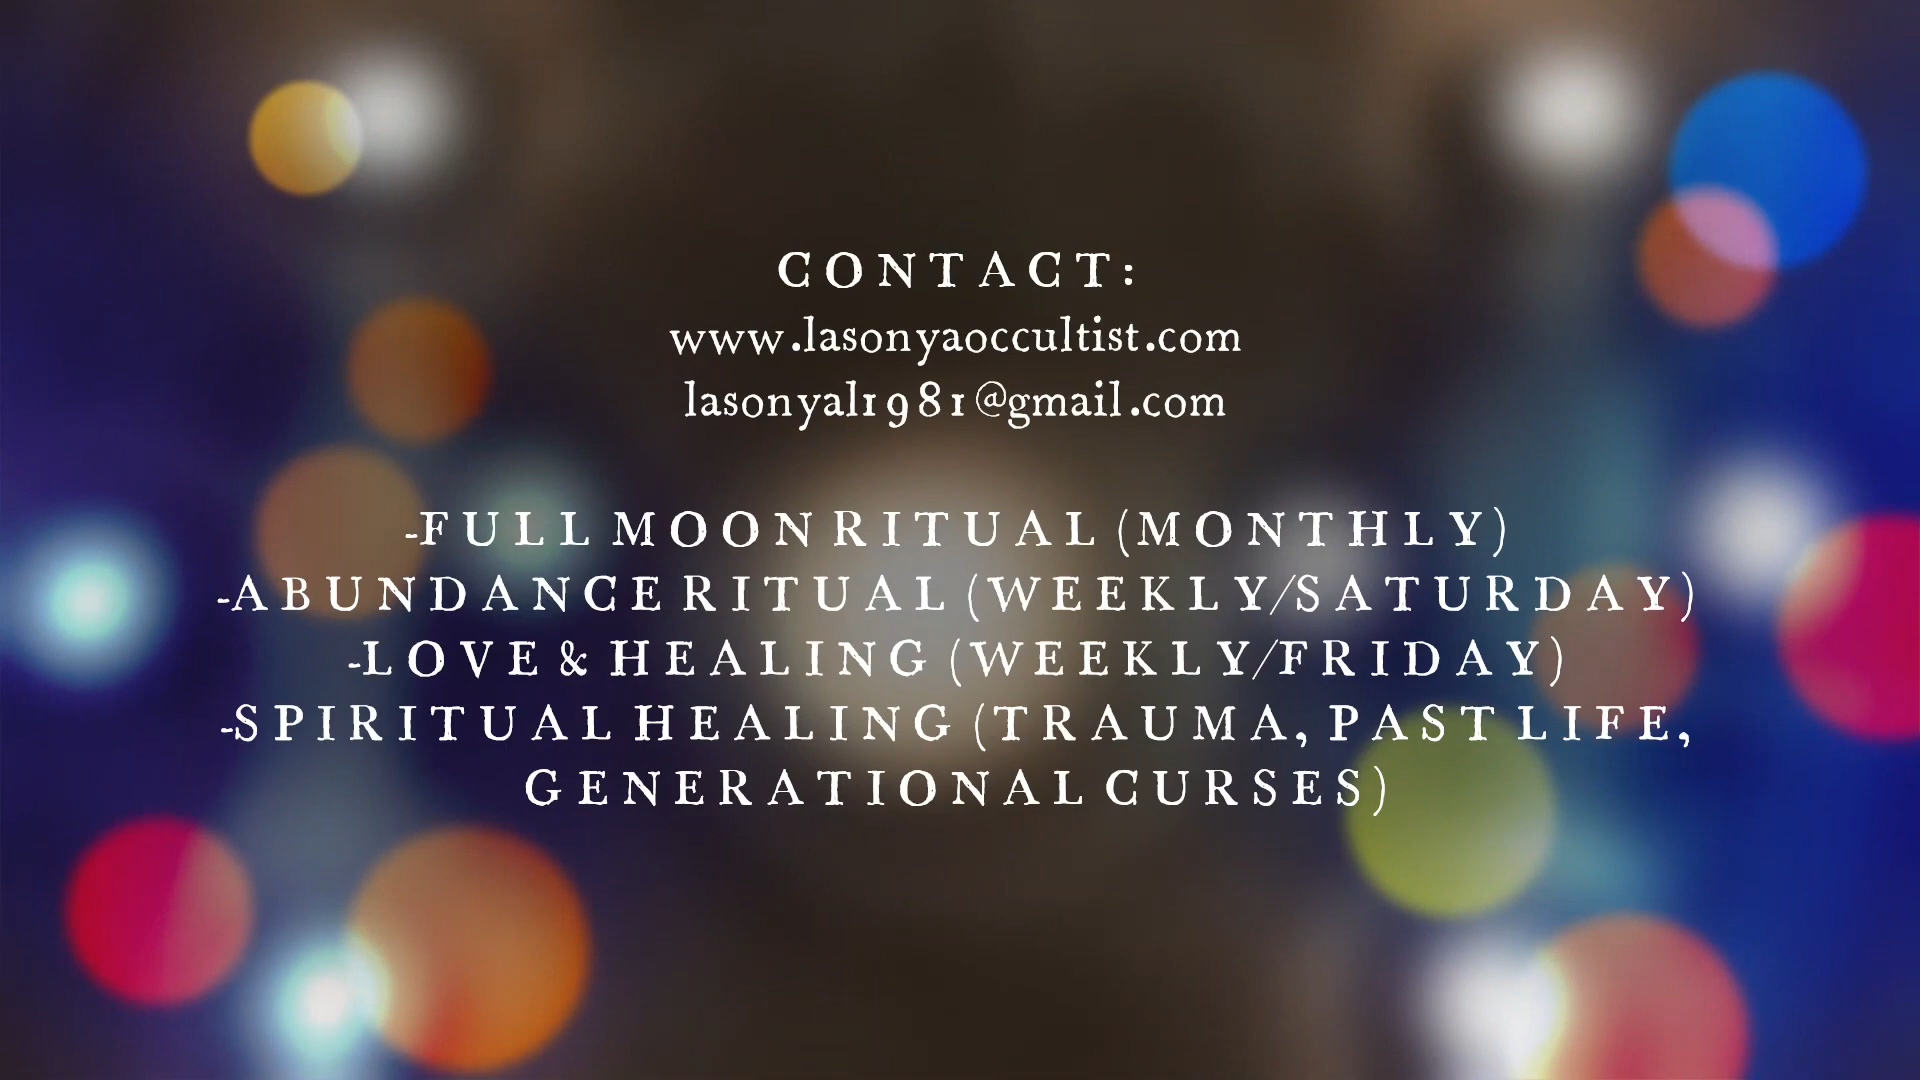 CONTACT:
www.lasonyaoccultist.com
lasonyal1981@gmail.com
-FULL MOON RITUAL (MONTHLY)
-ABUNDANCE RITUAL (WEEKLY/SATURDAY)
-LOVE & HEALING (WEEKLY/FRIDAY)
-SPIRITUAL HEALING (TRAUMA, PAST LIFE,
GENERATIONAL CURSES)